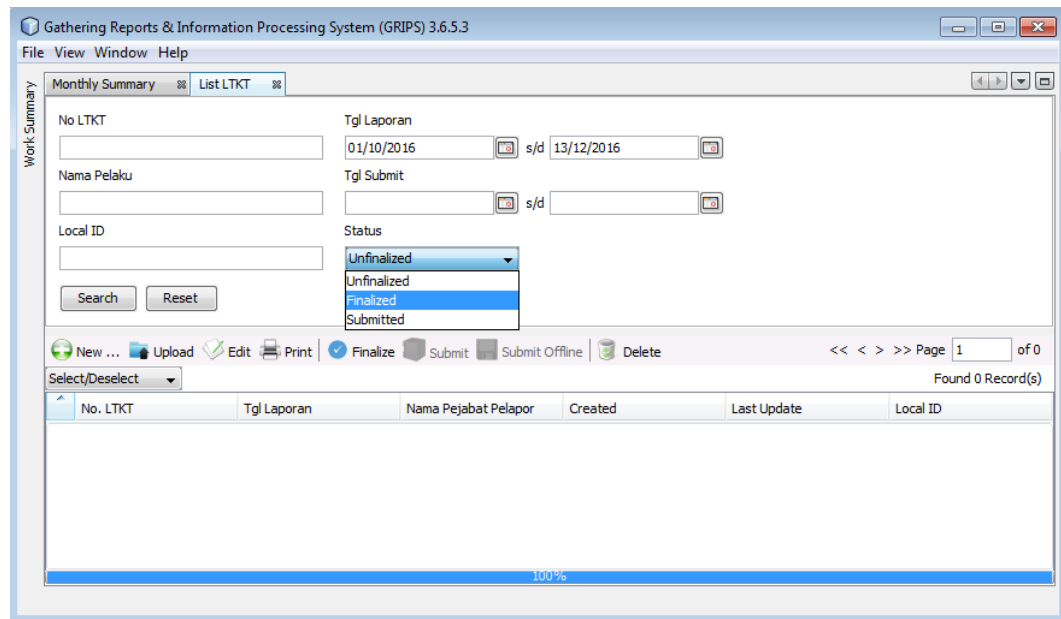 Gathering Reports & Information Processing System (GRIPS) 3.6.5.3
File View Window Help
Work Summary
Monthly Summary List LTKT
No LTKT Tgl Laporan
01/10/2016 s/d 13/12/2016
Nama Pelaku Tgl Submit
s/d
Local ID Status
Unfinalized
Unfinalized
Search Reset Finalized
Submitted
New ... Upload Edit Print Finalize Submit Submit Offline Delete << < > >> Page 1 of 0
Select/Deselect Found 0 Record(s)
No. LTKT Tgl Laporan Nama Pejabat Pelapor Created Last Update Local ID
100%